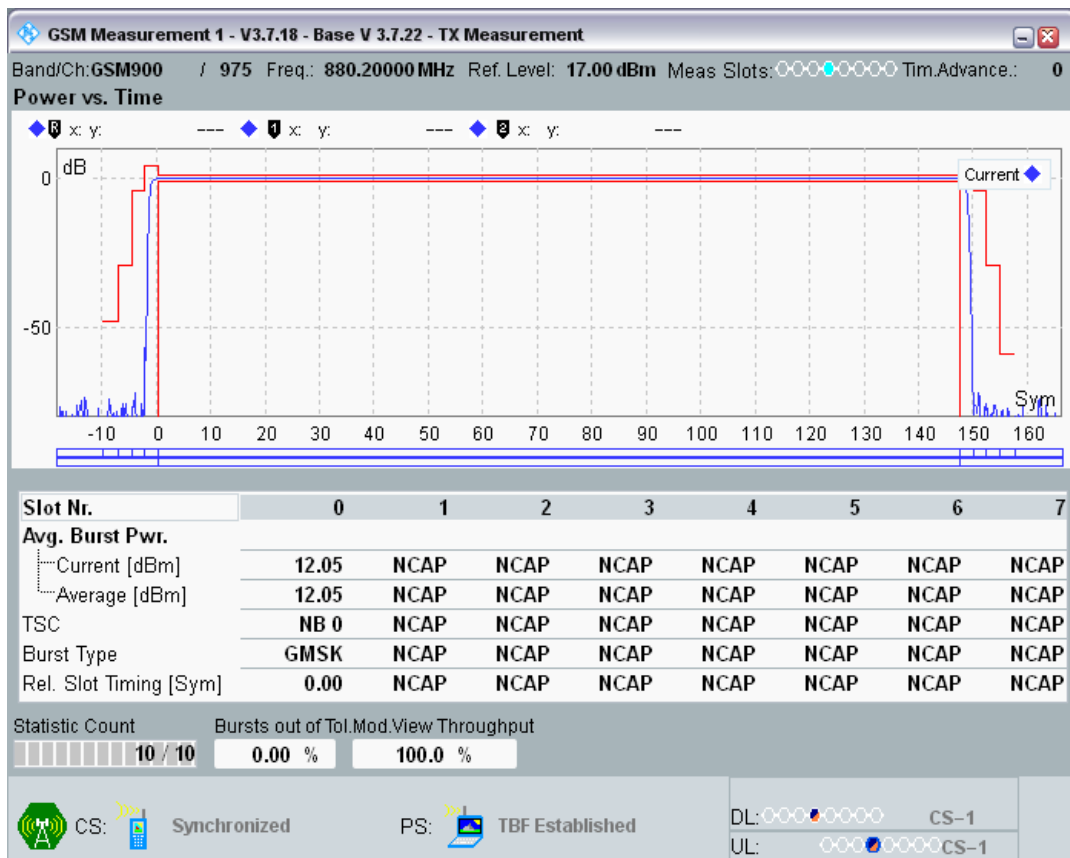 GSM Measurement 1 - V3.7.18 - Base V 3.7.22 - TX Measurement
Band/Ch:GSM900 / 975 Freq.: 880.20000 MHz Ref. Level: 17.00 dBm Meas Slots: Tim.Advance.: 0
Power vs. Time
R x: y: --- 1 x: y: --- 2 x: y: ---
dB
Current
0
-50
Sym
-10 0 10 20 30 40 50 60 70 80 90 100 110 120 130 140 150 160
Slot Nr. 0 1 2 3 4 5 6 7
Avg. Burst Pwr.
Current [dBm] 12.05 NCAP NCAP NCAP NCAP NCAP NCAP NCAP
Average [dBm] 12.05 NCAP NCAP NCAP NCAP NCAP NCAP NCAP
TSC NB 0 NCAP NCAP NCAP NCAP NCAP NCAP NCAP
Burst Type GMSK NCAP NCAP NCAP NCAP NCAP NCAP NCAP
Rel. Slot Timing [Sym] 0.00 NCAP NCAP NCAP NCAP NCAP NCAP NCAP
Statistic Count Bursts out of Tol.Mod.View Throughput
10 / 10 0.00 % 100.0 %
CS: Synchronized PS: TBF Established
DL: CS-1
UL: CS-1